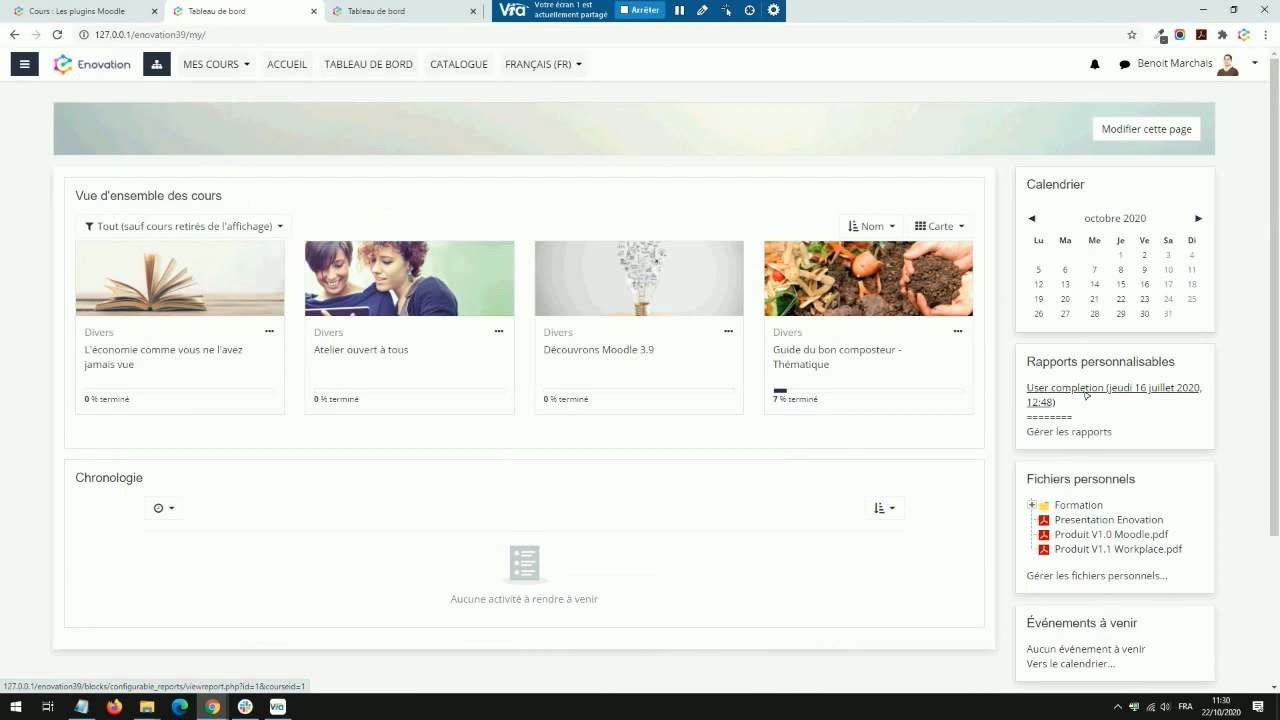 Cours : Les plugins Moodle
Tableau de bord
Tableau de bord
Via
Votre écran 1 est
actuellement partagé
Arrêter
127.0.0.1/enovation39/my/
Enovation
MES COURS
ACCUEIL
TABLEAU DE BORD
CATALOGUE
FRANÇAIS (FR)
Benoit Marchais
Modifier cette page
Vue d'ensemble des cours
Tout (sauf cours retirés de l'affichage)
Nom
Carte
Divers
L'économie comme vous ne l'avez
jamais vue
0 % terminé
Divers
Atelier ouvert à tous
0 % terminé
Divers
Découvrons Moodle 3.9
0 % terminé
Divers
Guide du bon composteur -
Thématique
7 % terminé
Chronologie
Aucune activité à rendre à venir
Calendrier
octobre 2020
Lu Ma Me Je Ve Sa Di
1 2 3 4
5 6 7 8 9 10 11
12 13 14 15 16 17 18
19 20 21 22 23 24 25
26 27 28 29 30 31
Rapports personnalisables
User completion (jeudi 16 juillet 2020,
12:48)
========
Gérer les rapports
Fichiers personnels
Formation
Presentation Enovation
Produit V1.0 Moodle.pdf
Produit V1.1 Workplace.pdf
Gérer les fichiers personnels...
Événements à venir
Aucun événement à venir
Vers le calendrier...
127.0.0.1/enovation39/blocks/configurable_reports/viewreport.php?id=1&courseid=1
Via
FRA
11:30
22/10/2020